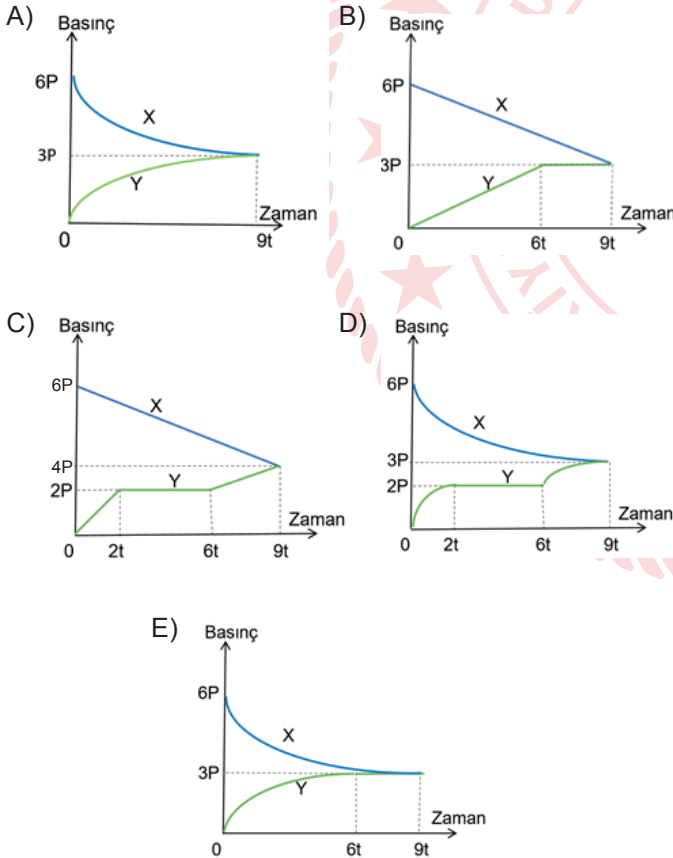 A)
Basınç
6P
X
3P
Y
Zaman
0
9t
B)
Basınç
6P
X
3P
Y
Zaman
0
6t
9t
C)
Basınç
6P
X
4P
2P
Y
Zaman
0
2t
6t
9t
D)
Basınç
6P
X
3P
2P
Y
Zaman
0
2t
6t
9t
E)
Basınç
6P
X
3P
Y
Zaman
0
6t
9t